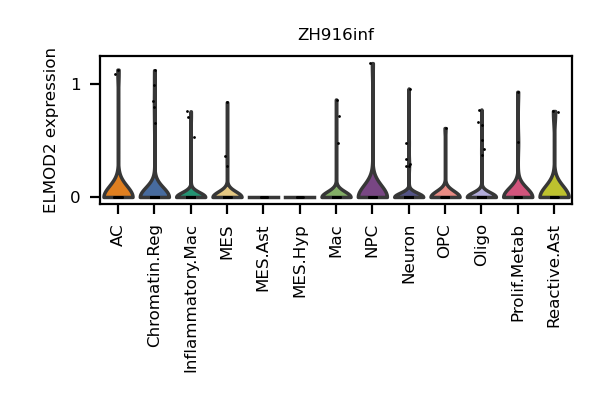 ZH916inf
ELMOD2 expression
1
0
AC
Chromatin.Reg
Inflammatory.Mac
MES
MES.Ast
MES.Hyp
Mac
NPC
Neuron
OPC
Oligo
Prolif.Metab
Reactive.Ast